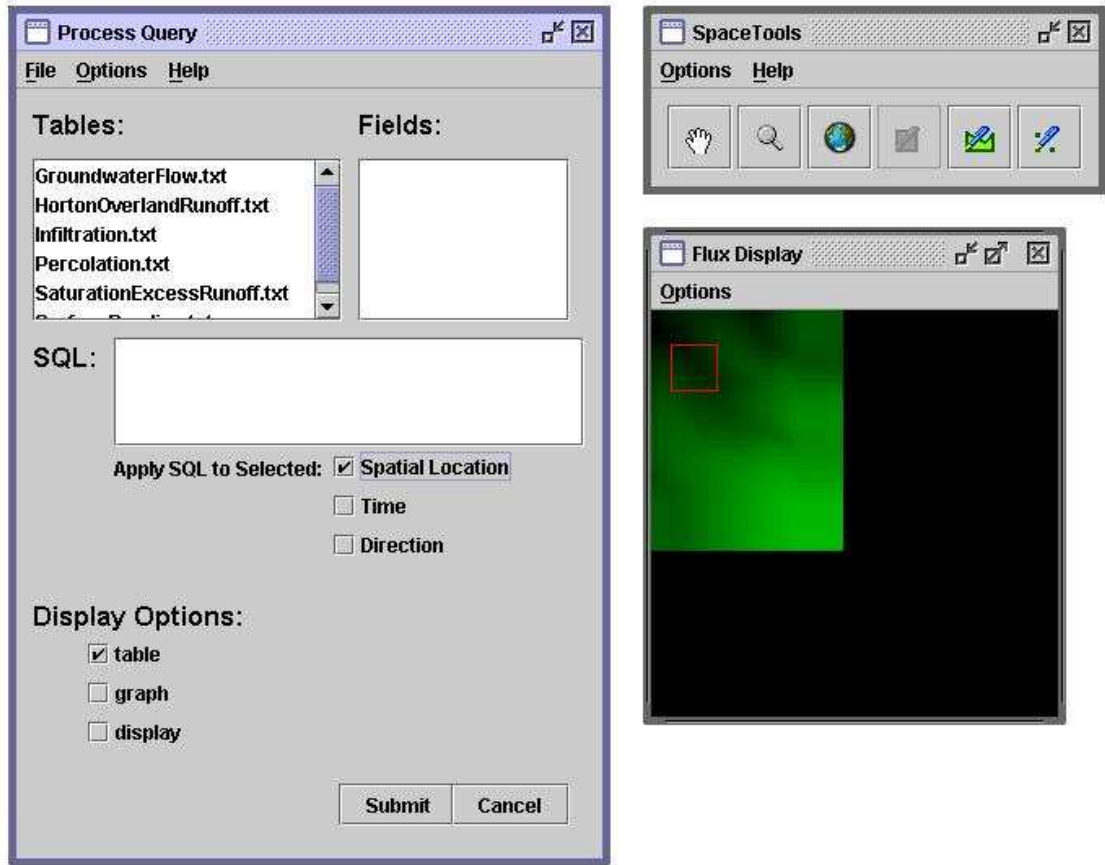 Process Query
File Options Help
Tables:
Fields:
GroundwaterFlow.txt
HortonOverlandRunoff.txt
Infiltration.txt
Percolation.txt
SaturationExcessRunoff.txt
SQL:
Apply SQL to Selected:
Spatial Location
Time
Direction
Display Options:
table
graph
display
Submit
Cancel
SpaceTools
Options Help
Flux Display
Options